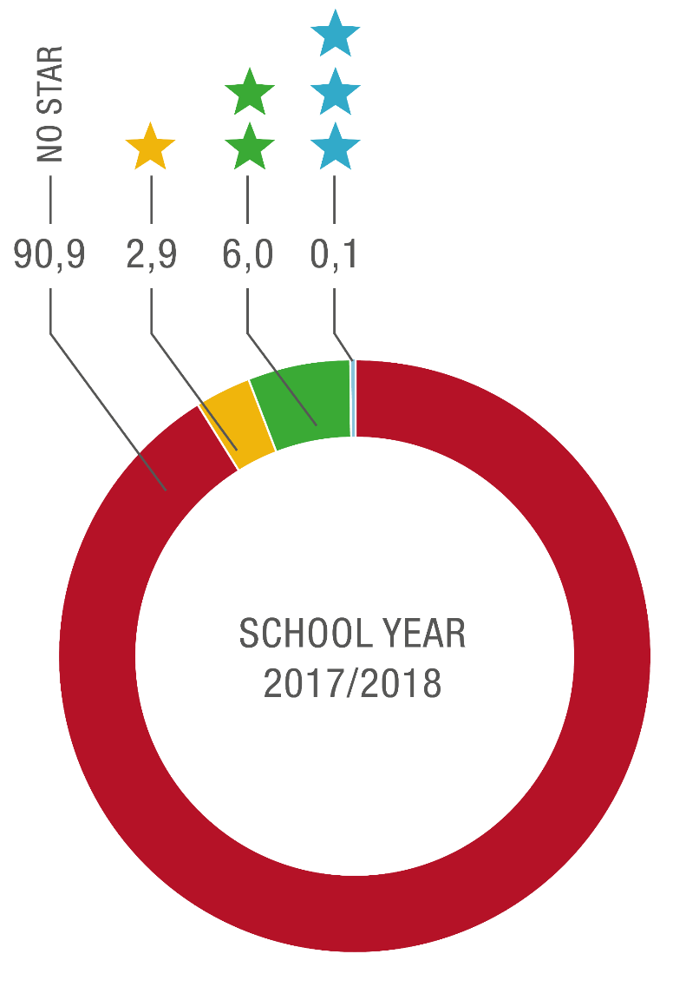 NO STAR
90,9 2,9 6,0 0,1
SCHOOL YEAR
2017/2018